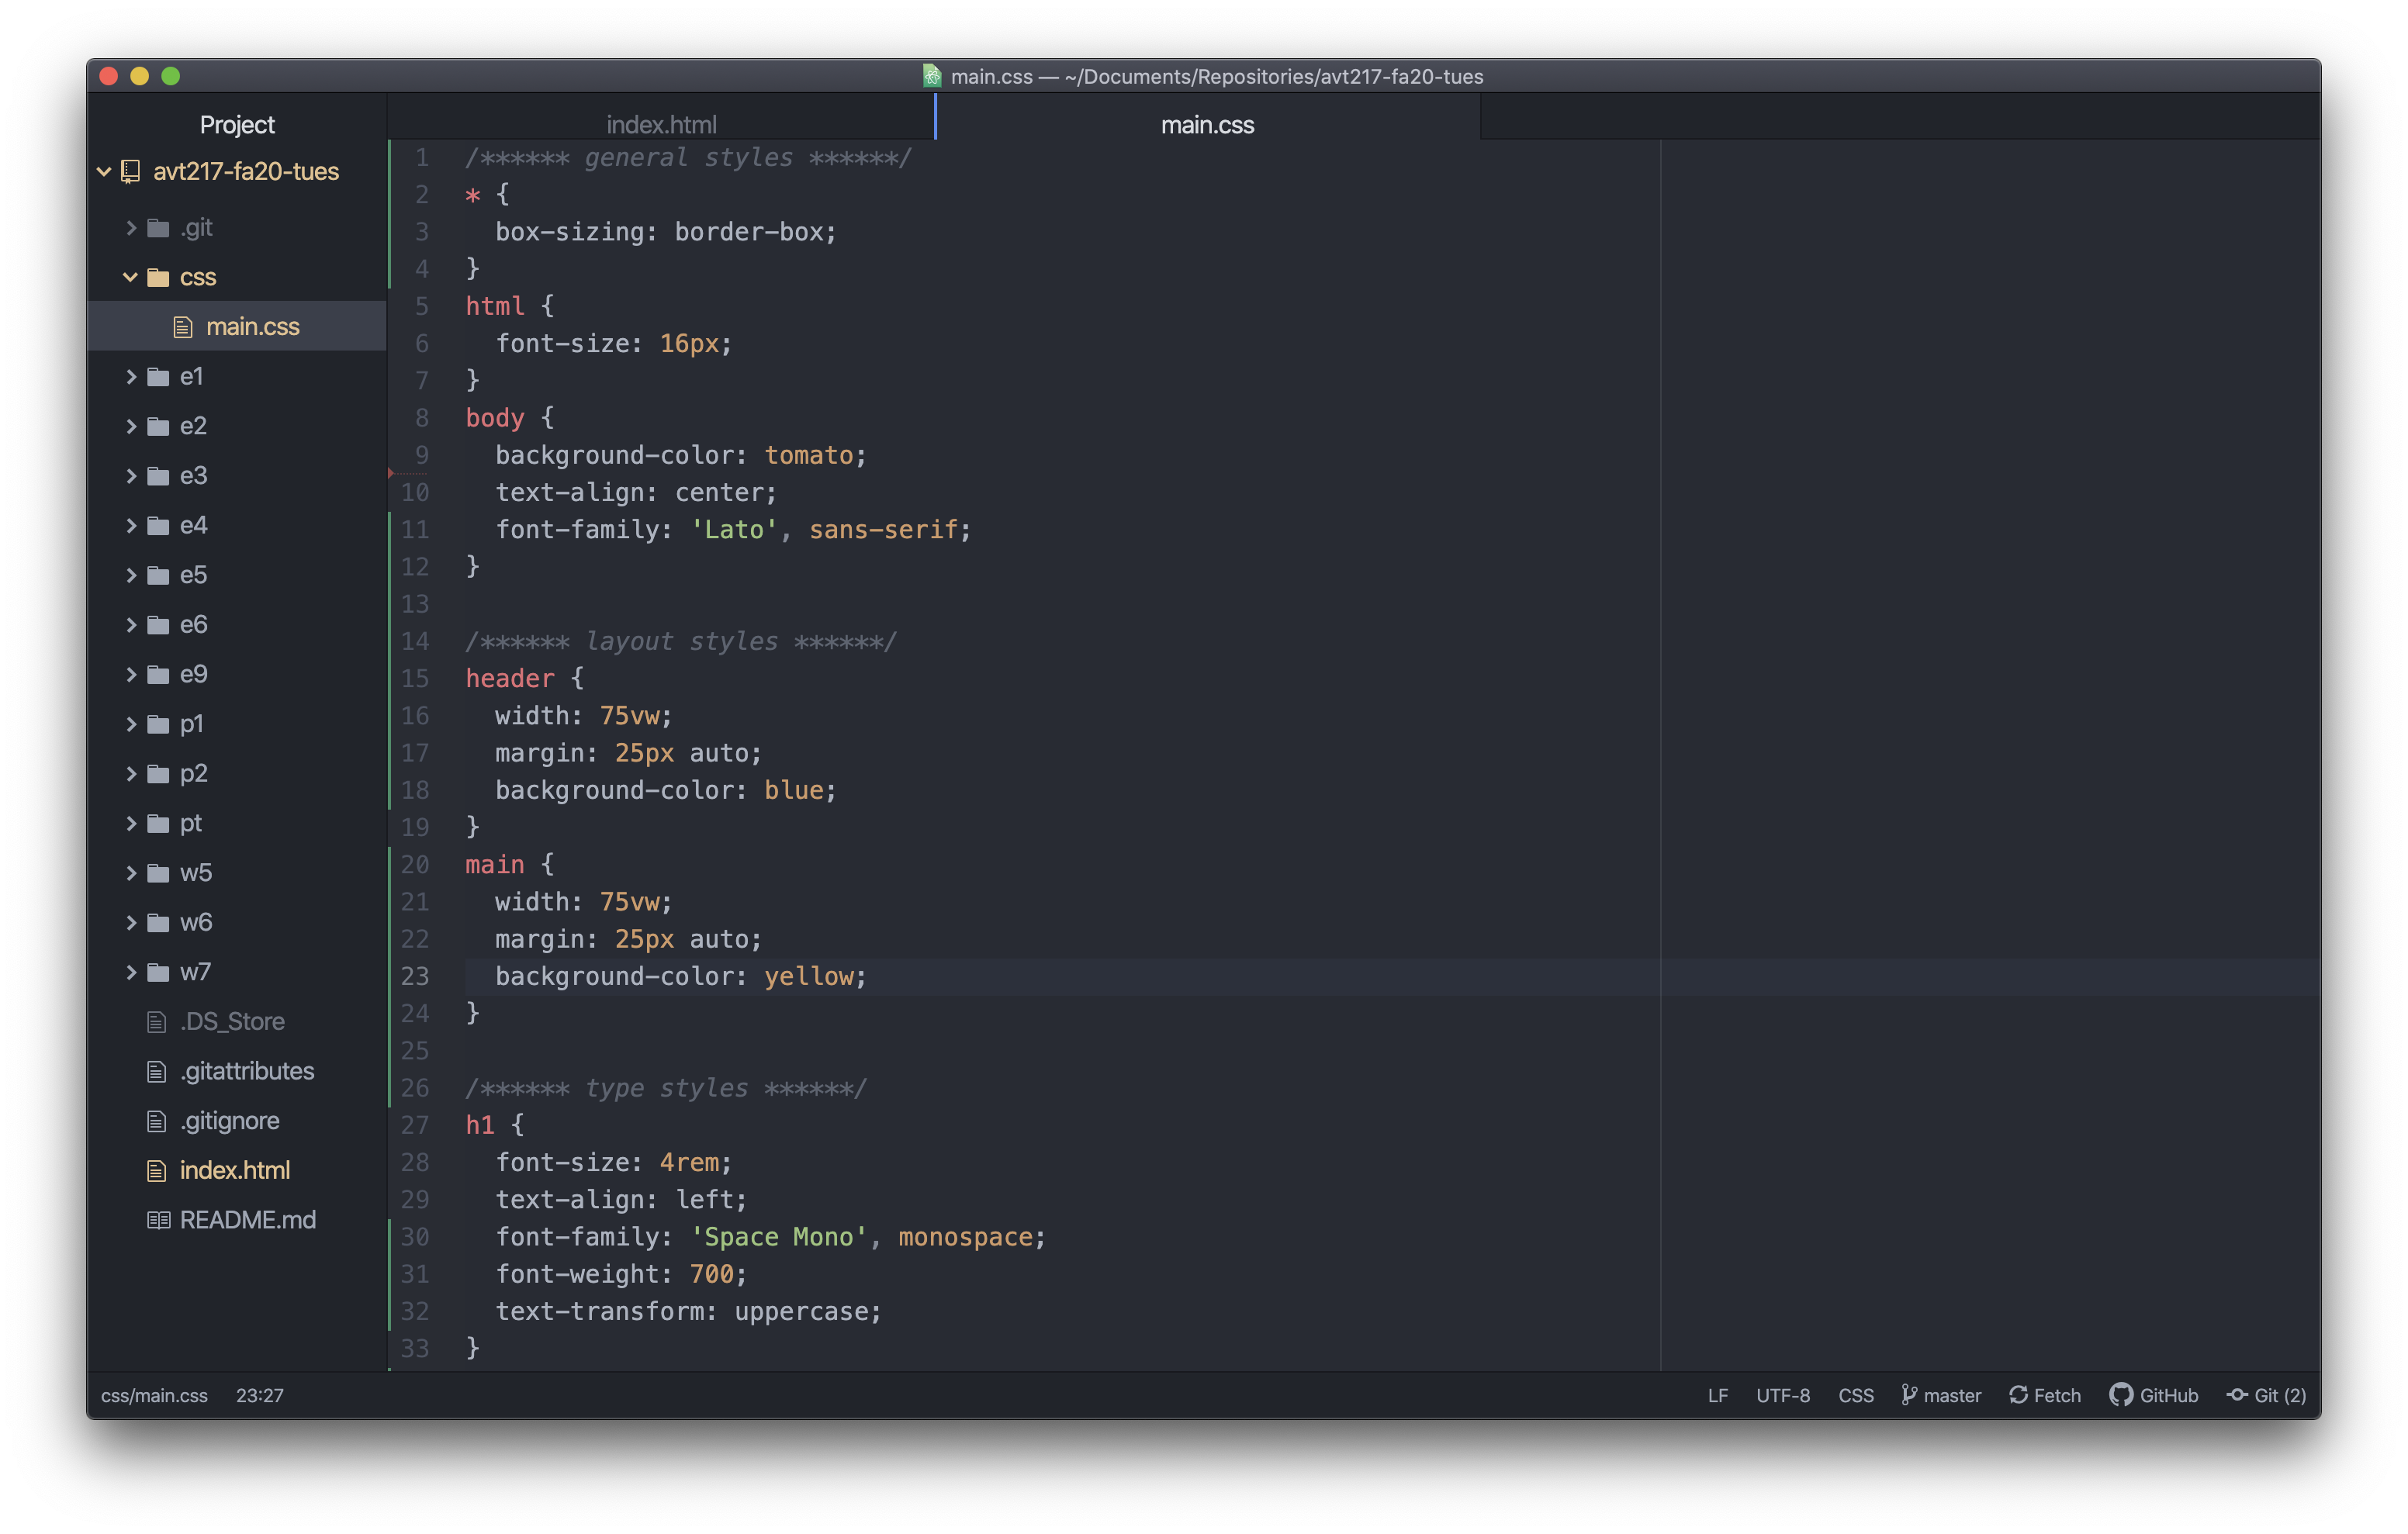 main.css — ~/Documents/Repositories/avt217-fa20-tues
Project
avt217-fa20-tues
.git
css
main.css
e1
e2
e3
e4
e5
e6
e9
p1
p2
pt
w5
w6
w7
.DS_Store
.gitattributes
.gitignore
index.html
README.md
index.html
main.css
1 /****** general styles ******/
2 * {
3   box-sizing: border-box;
4 }
5 html {
6   font-size: 16px;
7 }
8 body {
9   background-color: tomato;
10   text-align: center;
11   font-family: 'Lato', sans-serif;
12 }
13
14 /****** layout styles ******/
15 header {
16   width: 75vw;
17   margin: 25px auto;
18   background-color: blue;
19 }
20 main {
21   width: 75vw;
22   margin: 25px auto;
23   background-color: yellow;
24 }
25
26 /****** type styles ******/
27 h1 {
28   font-size: 4rem;
29   text-align: left;
30   font-family: 'Space Mono', monospace;
31   font-weight: 700;
32   text-transform: uppercase;
33 }
css/main.css 23:27 LF UTF-8 CSS master Fetch GitHub Git (2)